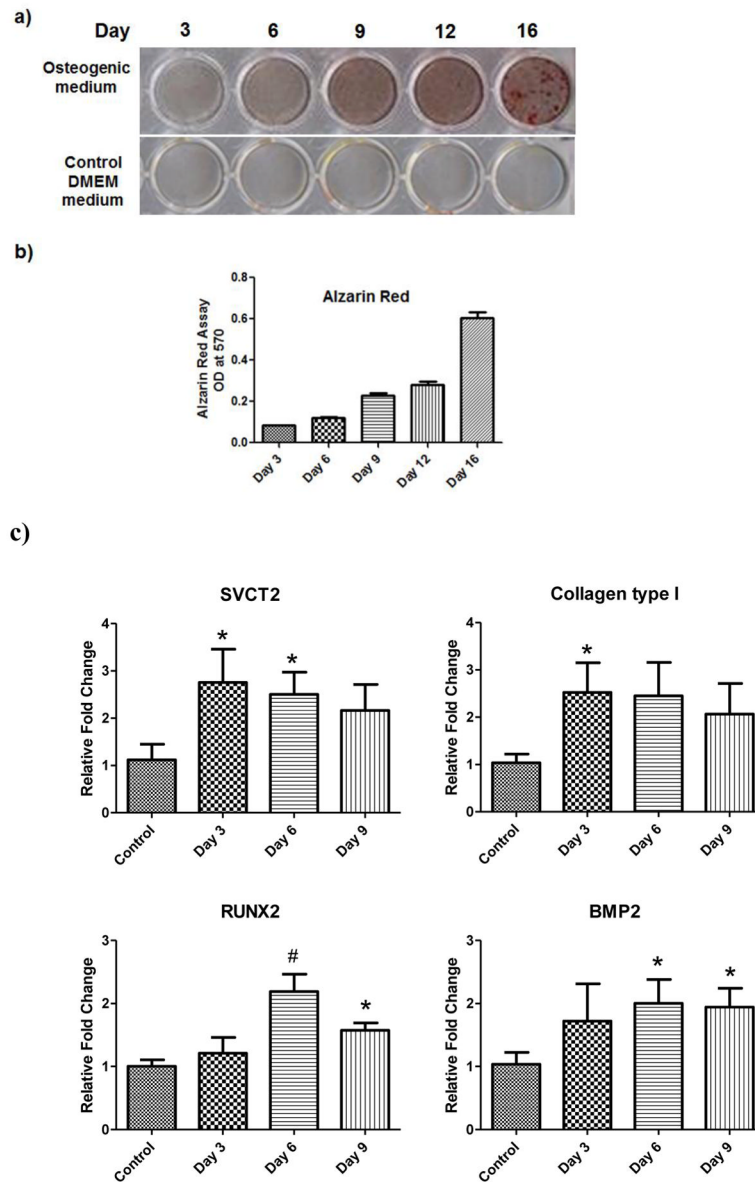 a)
Day 3 6 9 12 16
Osteogenic
medium
Control
DMEM
medium
b)
Alzarin Red
Alzarin Red Assay
OD at 570
0.8
0.6
0.4
0.2
0.0
Day 3 Day 6 Day 9 Day 12 Day 16
c)
SVCT2
Relative Fold Change
4
3
2
1
0
* *
Control Day 3 Day 6 Day 9
Collagen type I
Relative Fold Change
4
3
2
1
0
*
Control Day 3 Day 6 Day 9
RUNX2
Relative Fold Change
3
2
1
0
# *
Control Day 3 Day 6 Day 9
BMP2
Relative Fold Change
3
2
1
0
* *
Control Day 3 Day 6 Day 9